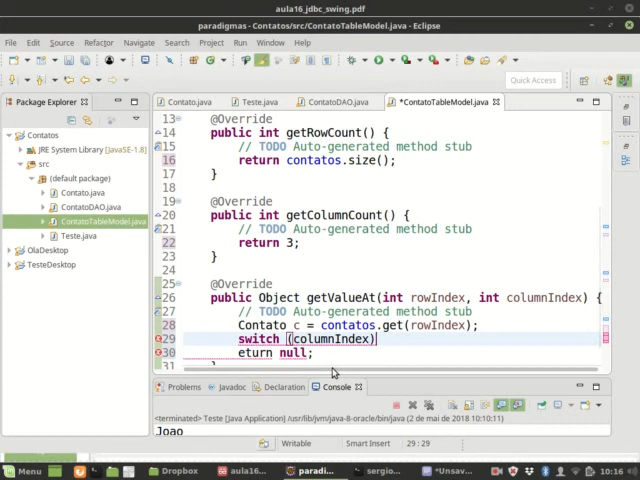 aula16_jdbc_swing.pdf
paradigmas - Contatos/src/ContatoTableModel.java - Eclipse
File Edit Source Refactor Navigate Search Project Run Window Help
Quick Access
Package Explorer
Contato.java Teste.java ContatoDAO.java *ContatoTableModel.java
Contatos
JRE System Library [JavaSE-1.8]
src
(default package)
Contato.java
ContatoDAO.java
ContatoTableModel.java
Teste.java
OlaDesktop
TesteDesktop
13 @Override
14 public int getRowCount() {
15 // TODO Auto-generated method stub
16 return contatos.size();
17 }
18
19 @Override
20 public int getColumnCount() {
21 // TODO Auto-generated method stub
22 return 3;
23 }
24
25 @Override
26 public Object getValueAt(int rowIndex, int columnIndex) {
27 // TODO Auto-generated method stub
28 Contato c = contatos.get(rowIndex);
29 switch (columnIndex)
30 eturn null;
31 }
Problems Javadoc Declaration Console
<terminated> Teste [Java Application] /usr/lib/jvm/java-8-oracle/bin/java (2 de mai de 2018 10:10:11)
Joao
Writable Smart Insert 29 : 29
Menu Dropbox aula16... paradi... sergio... *Unsav... 10:16